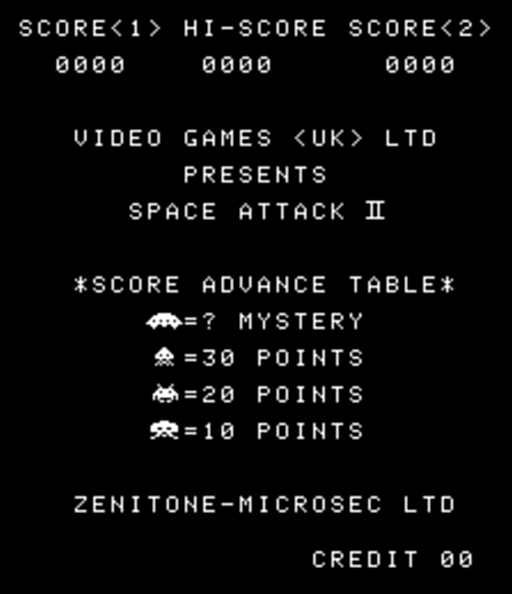 SCORE<1> HI-SCORE SCORE<2>
0000 0000 0000
VIDEO GAMES <UK> LTD
PRESENTS
SPACE ATTACK II
*SCORE ADVANCE TABLE*
=? MYSTERY
=30 POINTS
=20 POINTS
=10 POINTS
ZENITONE-MICROSEC LTD
CREDIT 00